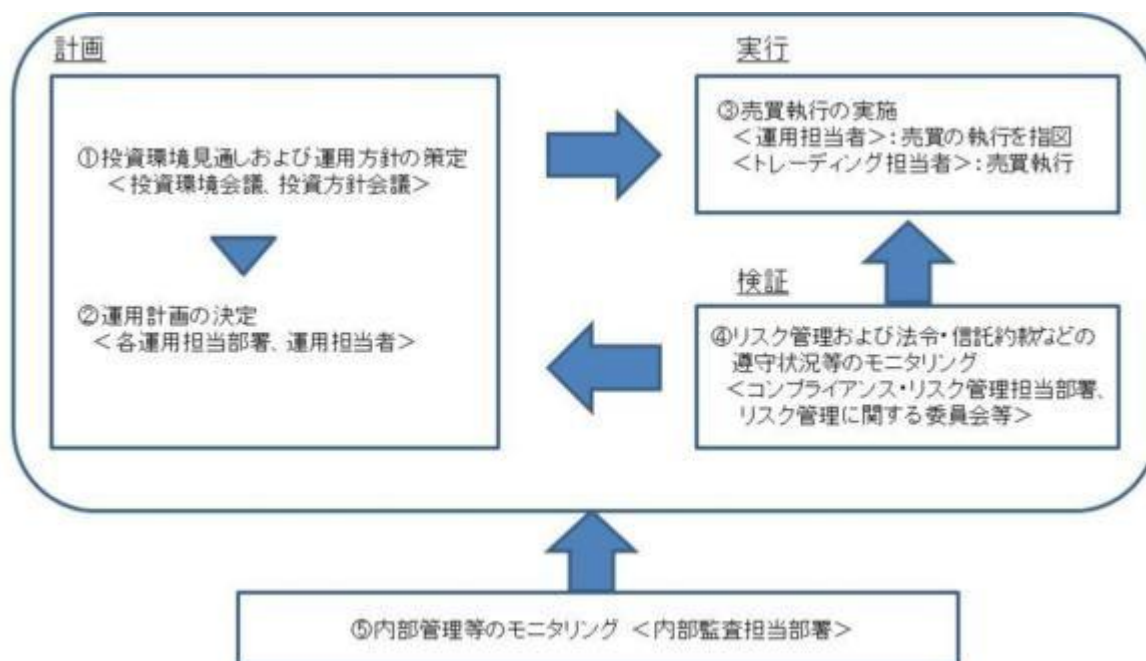 計画
①投資環境見通しおよび運用方針の策定
<投資環境会議、投資方針会議>
②運用計画の決定
<各運用担当部署、運用担当者>
実行
③売買執行の実施
<運用担当者>:売買の執行を指図
<トレーディング担当者>:売買執行
検証
④リスク管理および法令・信託約款などの
遵守状況等のモニタリング
<コンプライアンス・リスク管理担当部署、
リスク管理に関する委員会等>
⑤内部管理等のモニタリング <内部監査担当部署>